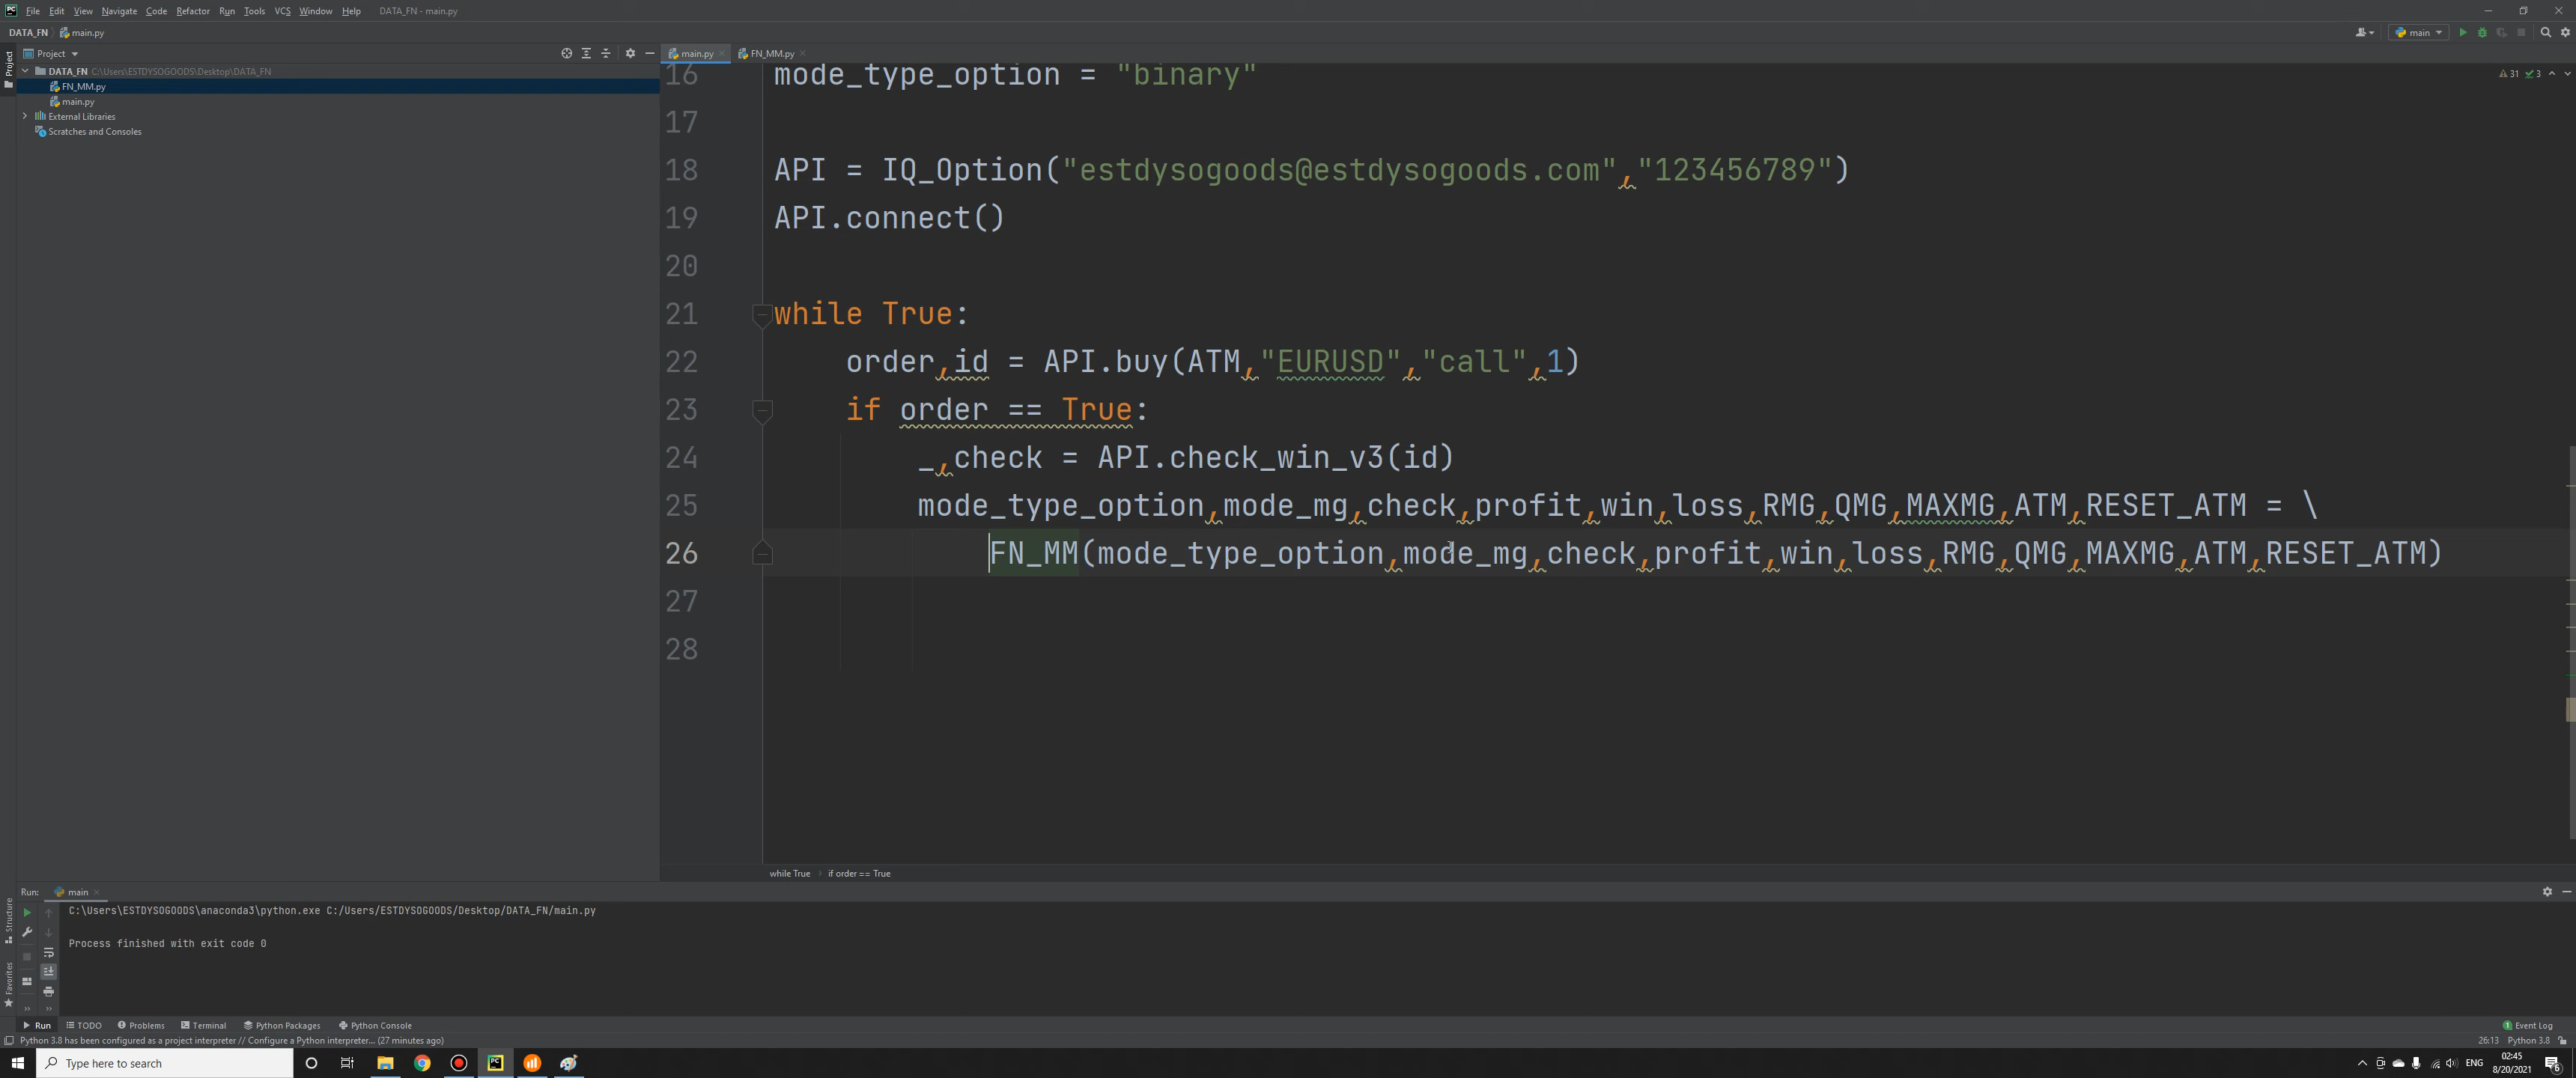 File Edit View Navigate Code Refactor Run Tools VCS Window Help DATA_FN - main.py
DATA_FN main.py main
Project main.py FN_MM.py
DATA_FN C:\Users\ESTDYSOGOODS\Desktop\DATA_FN
FN_MM.py
main.py
External Libraries
Scratches and Consoles
Project
31 3
16 mode_type_option = "binary"
17
18 API = IQ_Option("estdysogoods@estdysogoods.com","123456789")
19 API.connect()
20
21 while True:
22 order,id = API.buy(ATM,"EURUSD","call",1)
23 if order == True:
24 _,check = API.check_win_v3(id)
25 mode_type_option,mode_mg,check,profit,win,loss,RMG,QMG,MAXMG,ATM,RESET_ATM = \
26 FN_MM(mode_type_option,mode_mg,check,profit,win,loss,RMG,QMG,MAXMG,ATM,RESET_ATM)
27
28
while True if order == True
Run: main
C:\Users\ESTDYSOGOODS\anaconda3\python.exe C:/Users/ESTDYSOGOODS/Desktop/DATA_FN/main.py
Process finished with exit code 0
Structure
Favorites
Run TODO Problems Terminal Python Packages Python Console 1 Event Log
Python 3.8 has been configured as a project interpreter // Configure a Python interpreter... (27 minutes ago) 26:13 Python 3.8
Type here to search ENG 02:45
8/20/2021
6